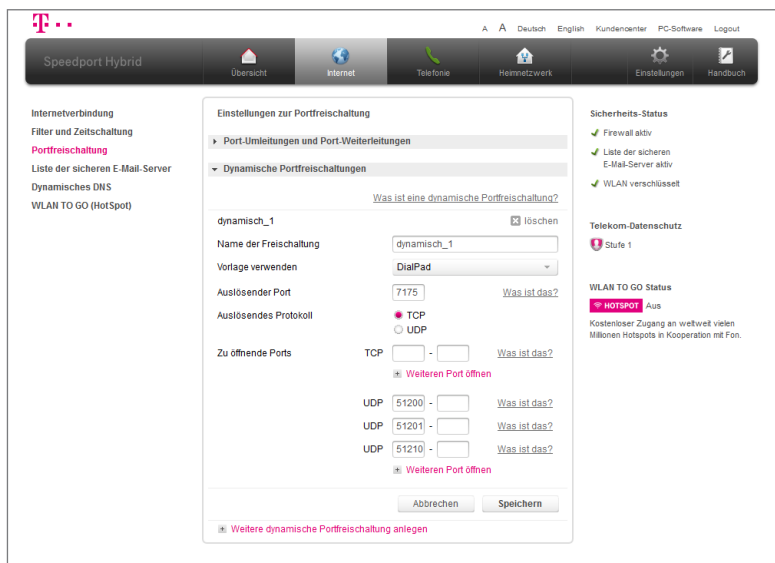 T
A A Deutsch English Kundencenter PC-Software Logout
Speedport Hybrid
Übersicht
Internet
Telefonie
Heimnetzwerk
Einstellungen
Handbuch
Internetverbindung
Filter und Zeitschaltung
Portfreischaltung
Liste der sicheren E-Mail-Server
Dynamisches DNS
WLAN TO GO (HotSpot)
Einstellungen zur Portfreischaltung
Port-Umleitungen und Port-Weiterleitungen
Dynamische Portfreischaltungen
Was ist eine dynamische Portfreischaltung?
dynamisch_1 löschen
Name der Freischaltung dynamisch_1
Vorlage verwenden DialPad
Auslösender Port 7175 Was ist das?
Auslösendes Protokoll TCP
UDP
Zu öffnende Ports TCP - Was ist das?
Weiteren Port öffnen
UDP 51200 - Was ist das?
UDP 51201 - Was ist das?
UDP 51210 - Was ist das?
Weiteren Port öffnen
Abbrechen Speichern
Weitere dynamische Portfreischaltung anlegen
Sicherheits-Status
Firewall aktiv
Liste der sicheren
E-Mail-Server aktiv
WLAN verschlüsselt
Telekom-Datenschutz
Stufe 1
WLAN TO GO Status
HOTSPOT Aus
Kostenloser Zugang an weltweit vielen
Millionen Hotspots in Kooperation mit Fon.